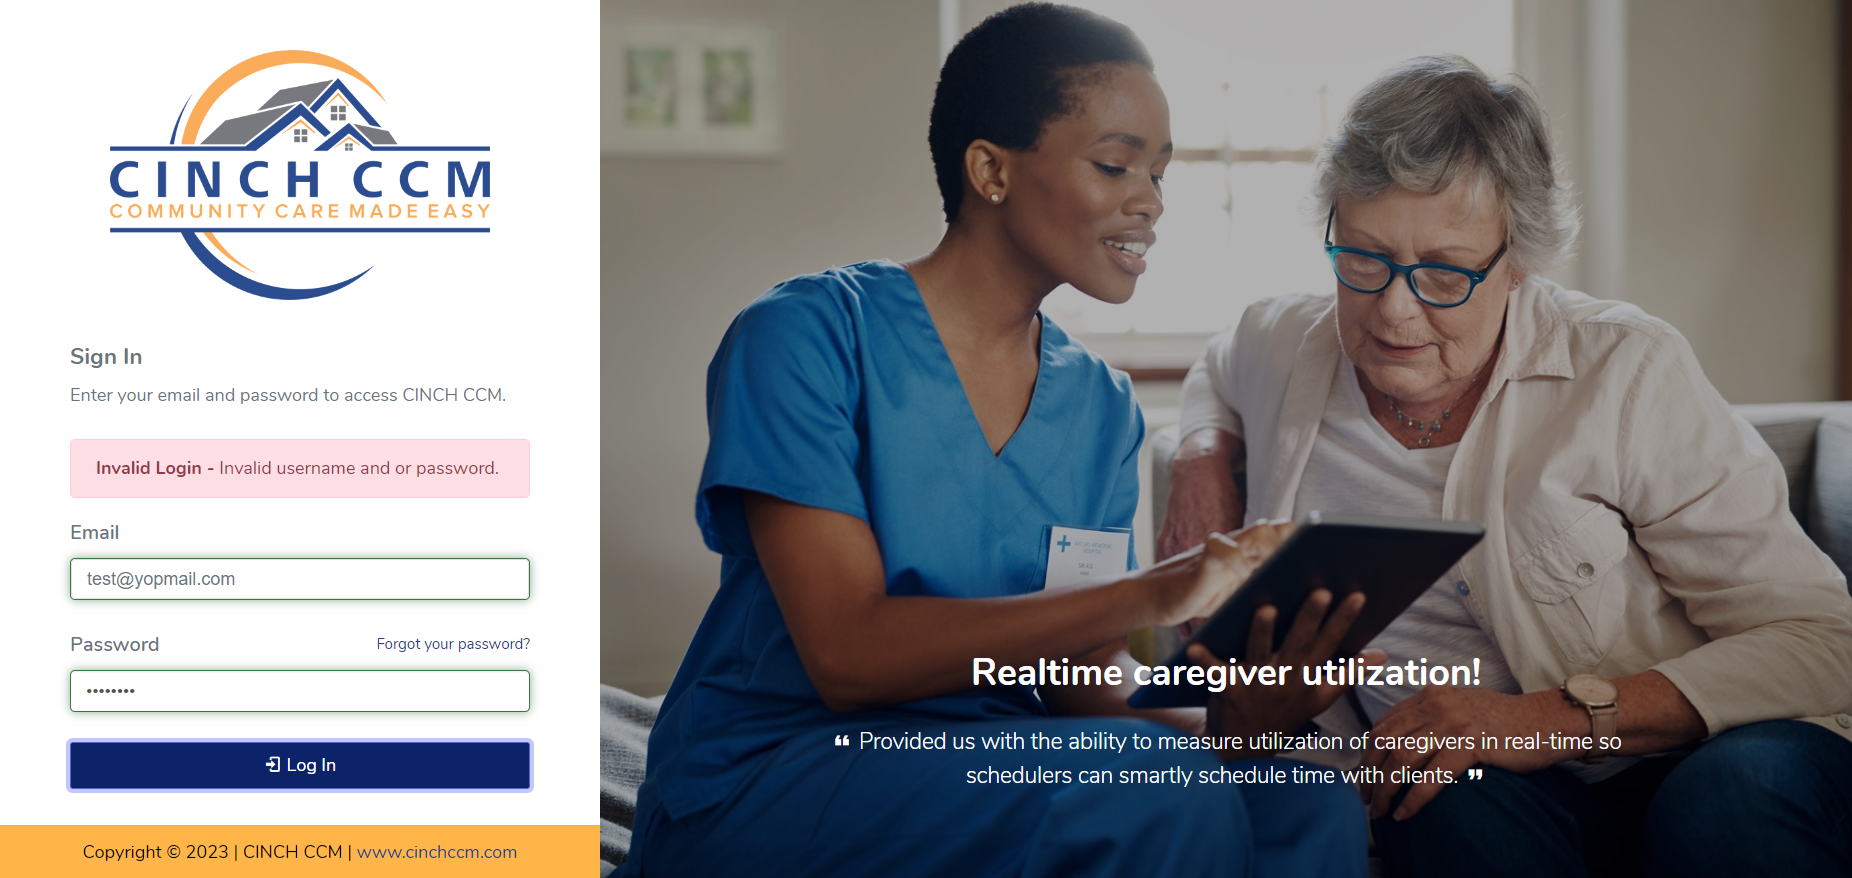 CINCH CCM
COMMUNITY CARE MADE EASY
Sign In
Enter your email and password to access CINCH CCM.
Invalid Login - Invalid username and or password.
Email
test@yopmail.com
Password
Forgot your password?
••••••••
Log In
Copyright © 2023 | CINCH CCM | www.cinchccm.com
Realtime caregiver utilization!
❝ Provided us with the ability to measure utilization of caregivers in real-time so
schedulers can smartly schedule time with clients. ❞